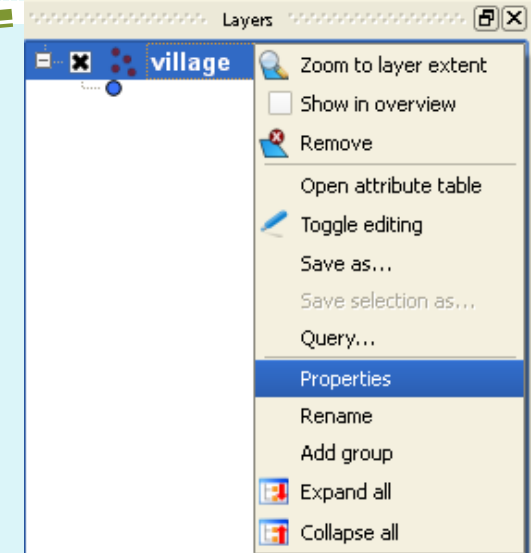 Layers
village
Zoom to layer extent
Show in overview
Remove
Open attribute table
Toggle editing
Save as...
Save selection as...
Query...
Properties
Rename
Add group
Expand all
Collapse all